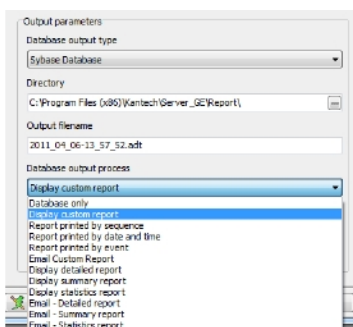 Output parameters
Database output type
Sybase Database
Directory
C:\Program Files (x86)\Kantech\Server_GE\Report\
...
Output filename
2011_04_06-13_57_52.adt
Database output process
Display custom report
Database only
Display custom report
Report printed by sequence
Report printed by date and time
Report printed by event
Email Custom Report
Display detailed report
Display summary report
Display statistics report
Email - Detailed report
Email - Summary report
Email - Statistics report